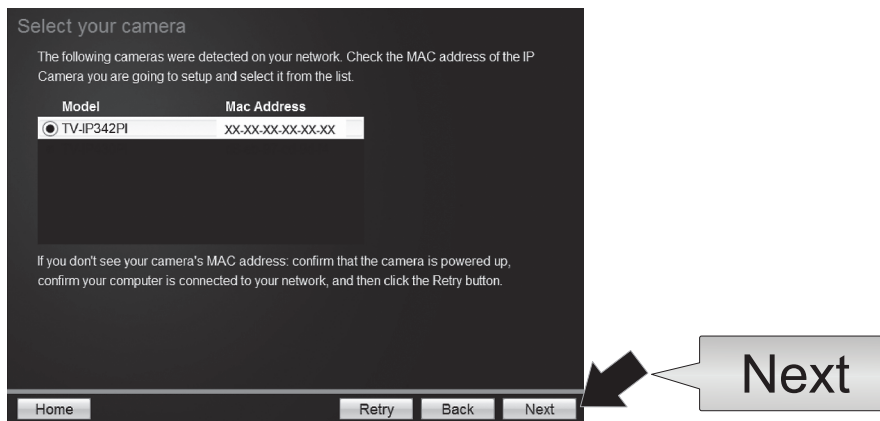 Select your camera
The following cameras were detected on your network. Check the MAC address of the IP
Camera you are going to setup and select it from the list.
Model Mac Address
TV-IP342PI XX-XX-XX-XX-XX-XX
If you don't see your camera's MAC address: confirm that the camera is powered up,
confirm your computer is connected to your network, and then click the Retry button.
Home Retry Back Next
Next